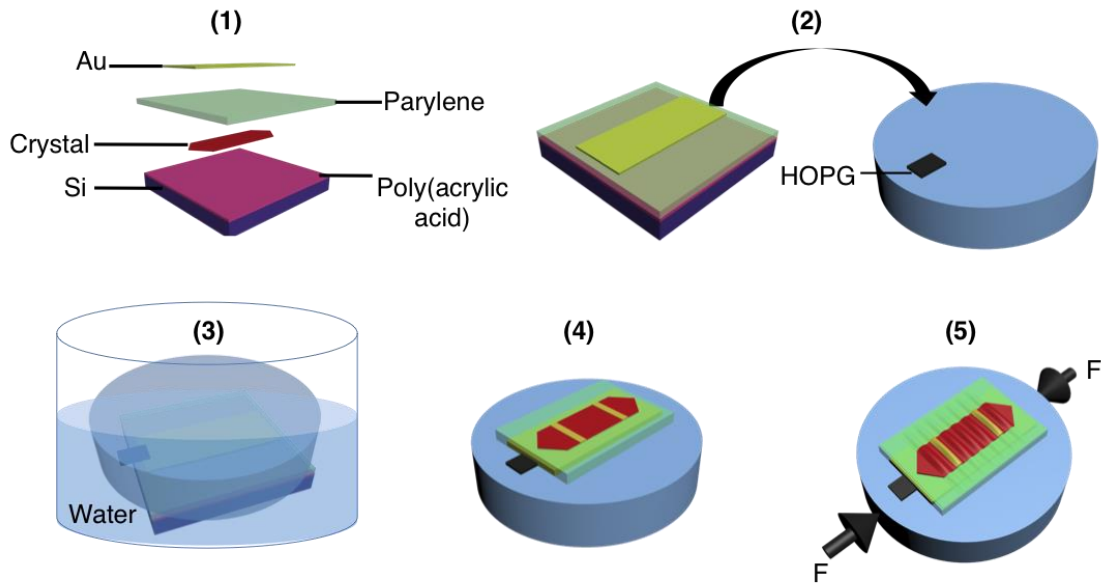 (1)
Au
Parylene
Crystal
Si
Poly(acrylic
acid)
(2)
HOPG
(3)
Water
(4)
(5)
F
F